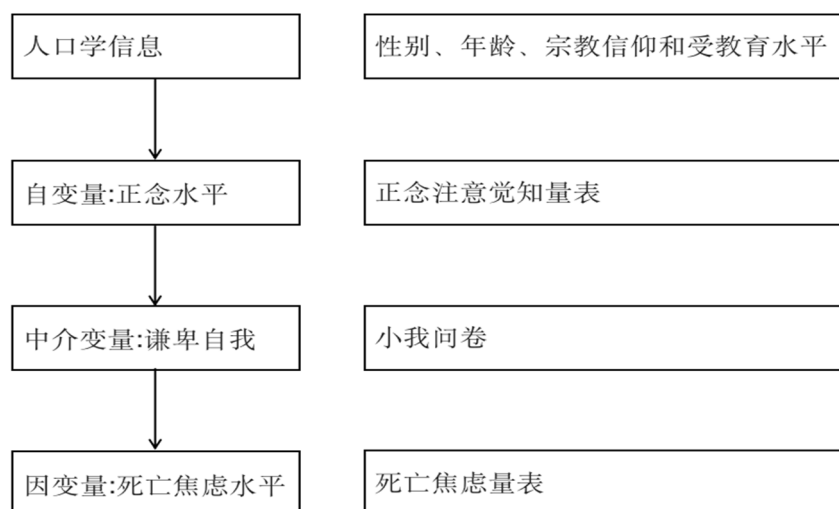 人口学信息
性别、年龄、宗教信仰和受教育水平
自变量:正念水平
正念注意觉知量表
中介变量:谦卑自我
小我问卷
因变量:死亡焦虑水平
死亡焦虑量表